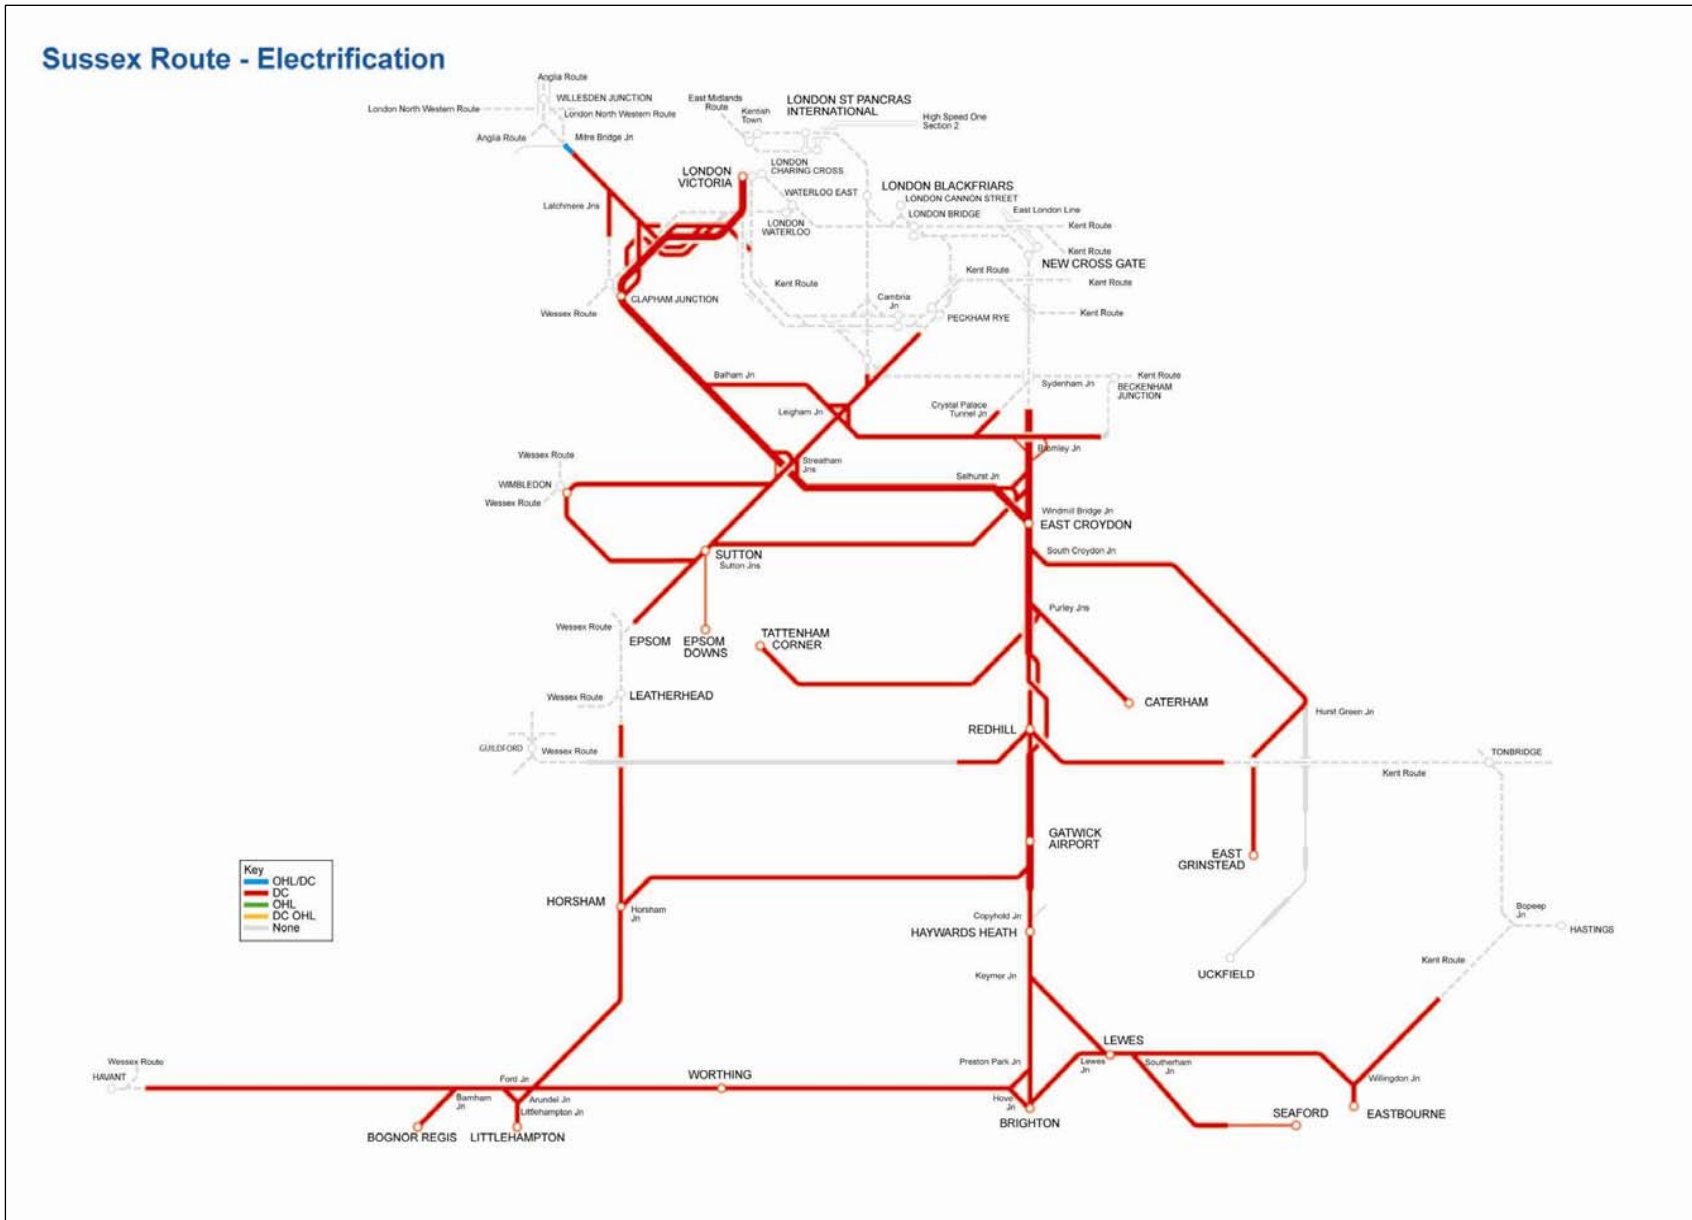 Sussex Route - Electrification
Anglia Route
WILLESDEN JUNCTION
London North Western Route
London North Western Route
Anglia Route
Mitre Bridge Jn
East Midlands
Route
Kentish
Town
LONDON ST PANCRAS
INTERNATIONAL
High Speed One
Section 2
LONDON
VICTORIA
LONDON
CHARING CROSS
WATERLOO EAST
LONDON BLACKFRIARS
LONDON CANNON STREET
LONDON BRIDGE
East London Line
Latchmere Jns
LONDON
WATERLOO
Kent Route
Kent Route
NEW CROSS GATE
Kent Route
Kent Route
Kent Route
CLAPHAM JUNCTION
Cambria
Jn
Wessex Route
PECKHAM RYE
Kent Route
Balham Jn
Kent Route
Sydenham Jn
BECKENHAM
JUNCTION
Leigham Jn
Crystal Palace
Tunnel Jn
Bromley Jn
Wessex Route
Streatham
Jns
Selhurst Jn
WIMBLEDON
Wessex Route
Windmill Bridge Jn
EAST CROYDON
SUTTON
Sutton Jns
South Croydon Jn
Purley Jns
Wessex Route
EPSOM
EPSOM
DOWNS
TATTENHAM
CORNER
Wessex Route
LEATHERHEAD
CATERHAM
Hurst Green Jn
REDHILL
GUILDFORD
Wessex Route
TONBRIDGE
Kent Route
GATWICK
AIRPORT
EAST
GRINSTEAD
Key
OHL/DC
DC
OHL
DC OHL
None
HORSHAM
Horsham
Jn
Copyhold Jn
HAYWARDS HEATH
Bopeep
Jn
HASTINGS
Kent Route
Keymer Jn
UCKFIELD
Wessex Route
HAVANT
Ford Jn
WORTHING
Preston Park Jn
LEWES
Lewes
Jn
Southerham
Jn
Willingdon Jn
Barnham
Jn
Arundel Jn
Littlehampton Jn
Hove
Jn
BRIGHTON
SEAFORD
EASTBOURNE
BOGNOR REGIS
LITTLEHAMPTON